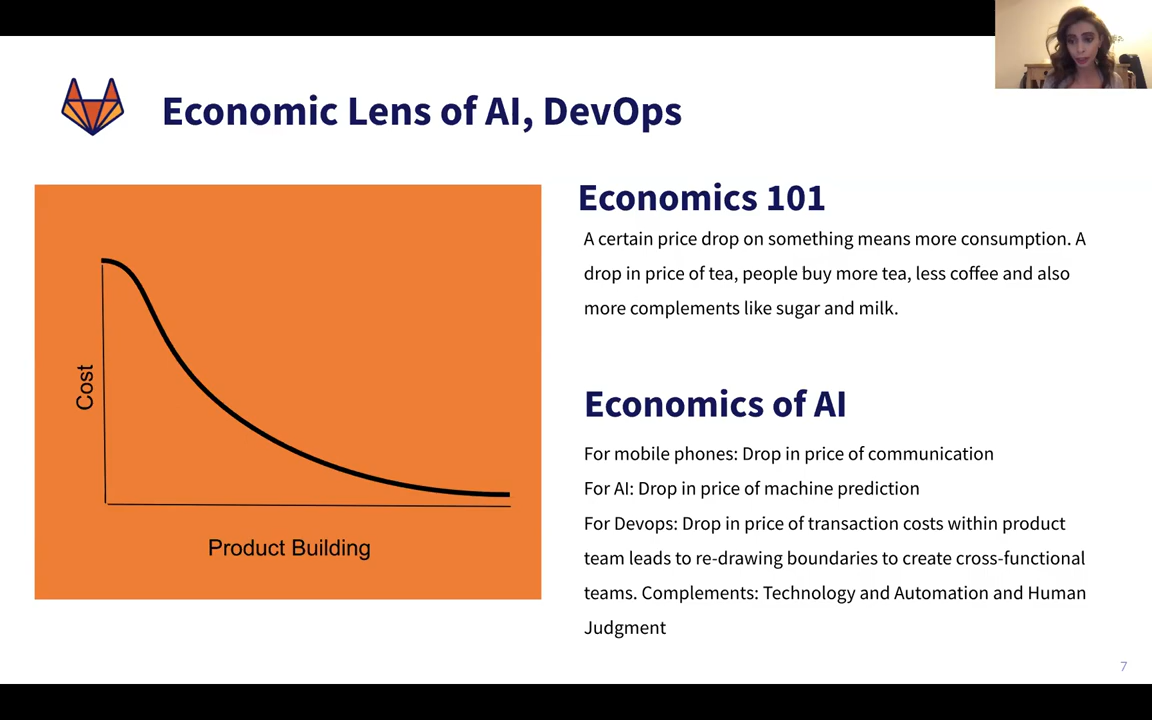 Economic Lens of AI, DevOps
Cost
Product Building
Economics 101
A certain price drop on something means more consumption. A
drop in price of tea, people buy more tea, less coffee and also
more complements like sugar and milk.
Economics of AI
For mobile phones: Drop in price of communication
For AI: Drop in price of machine prediction
For Devops: Drop in price of transaction costs within product
team leads to re-drawing boundaries to create cross-functional
teams. Complements: Technology and Automation and Human
Judgment
7